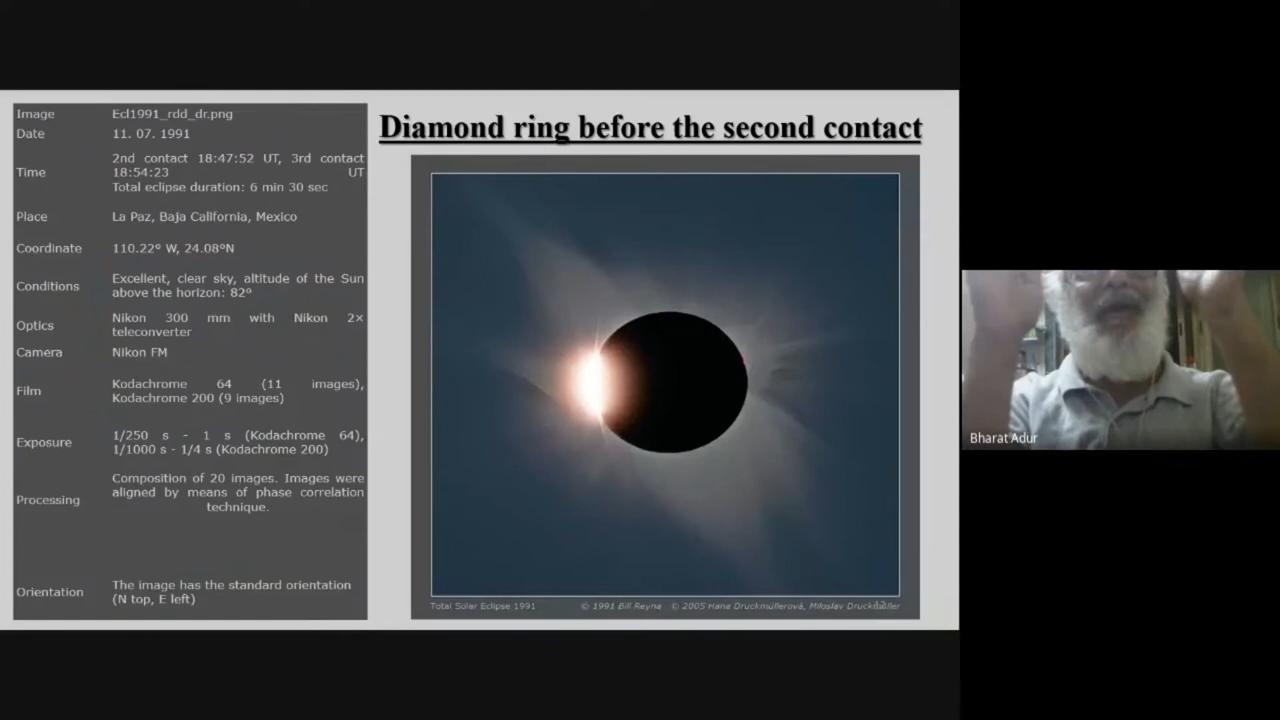 Image Ecl1991_rdd_dr.png
Date 11. 07. 1991
2nd contact 18:47:52 UT, 3rd contact
Time 18:54:23 UT
Total eclipse duration: 6 min 30 sec
Place La Paz, Baja California, Mexico
Coordinate 110.22º W, 24.08ºN
Excellent, clear sky, altitude of the Sun
Conditions
above the horizon: 82º
Nikon 300 mm with Nikon 2×
Optics
teleconverter
Camera Nikon FM
Kodachrome 64 (11 images),
Film
Kodachrome 200 (9 images)
1/250 s - 1 s (Kodachrome 64),
Exposure
1/1000 s - 1/4 s (Kodachrome 200)
Composition of 20 images. Images were
Processing aligned by means of phase correlation
technique.
The image has the standard orientation
Orientation
(N top, E left)
Diamond ring before the second contact
Total Solar Eclipse 1991 © 1991 Bill Reyna © 2005 Hana Druckmüllerová, Miloslav Druckmüller
Bharat Adur